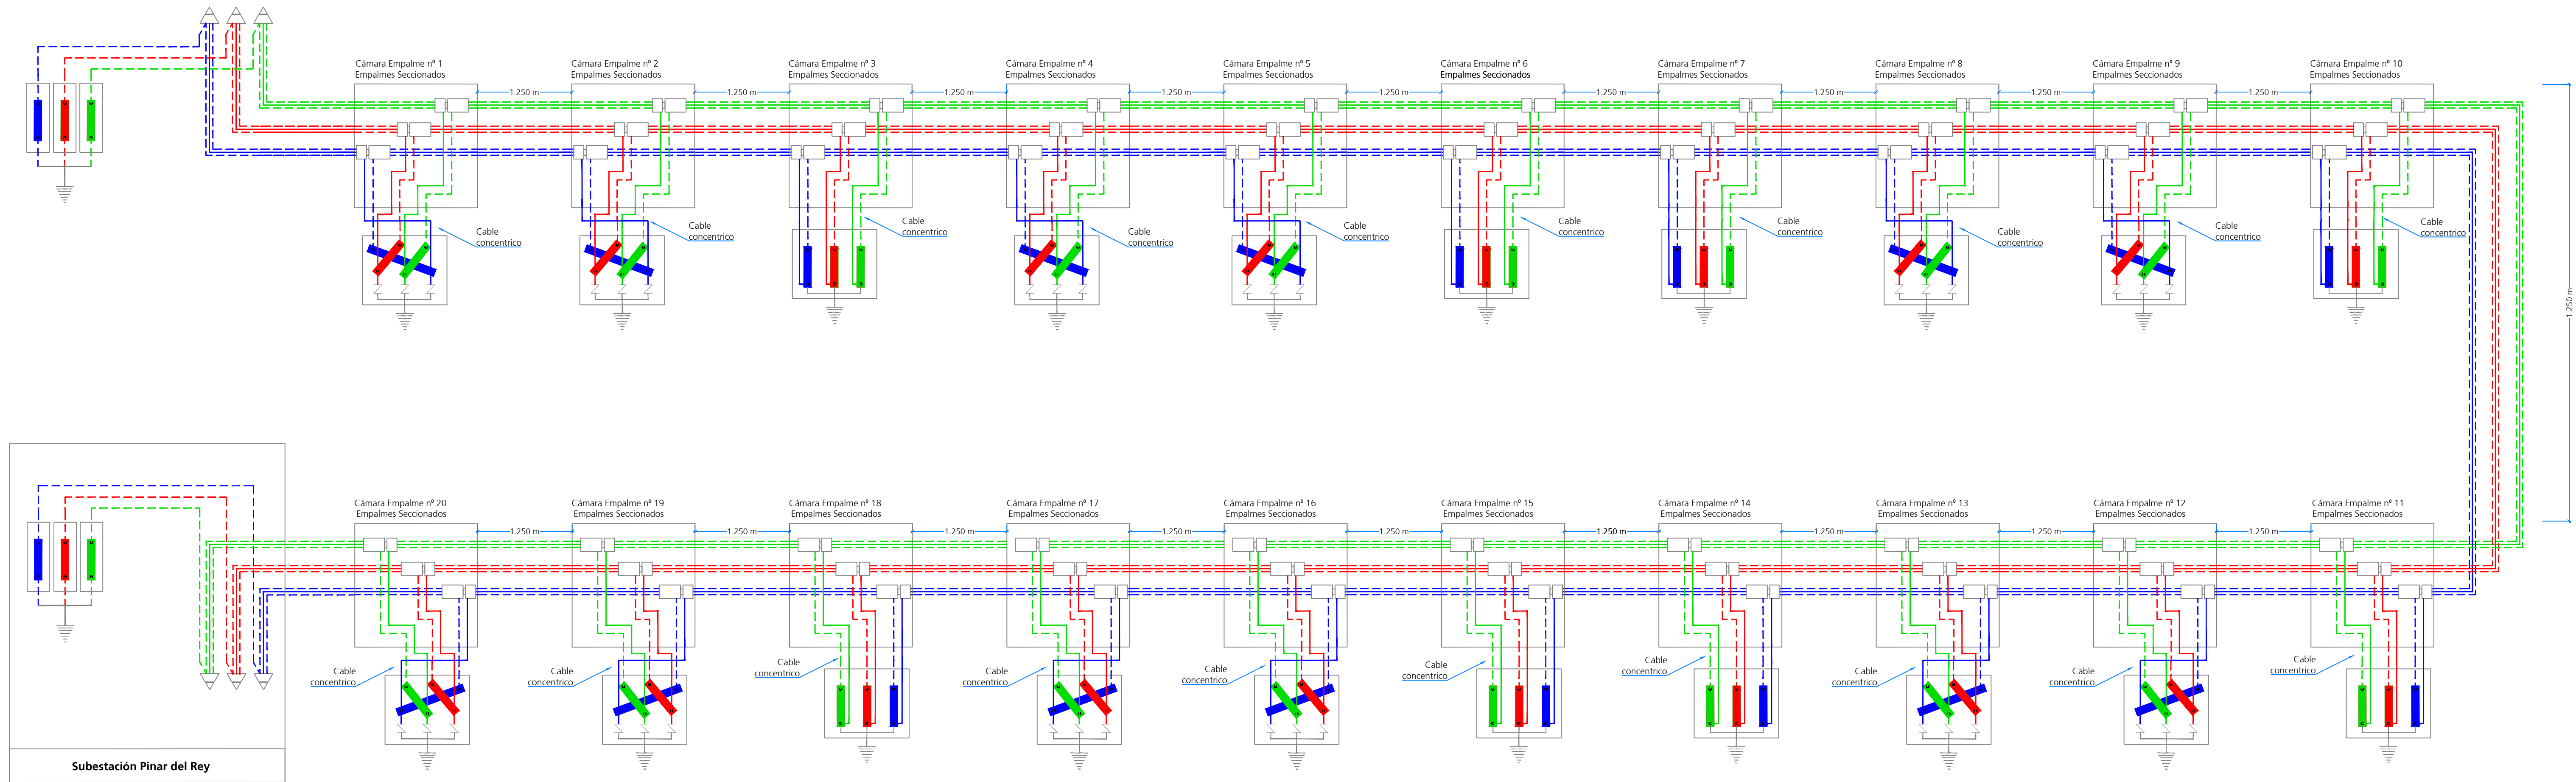 Cámara Empalme nº 1
Empalmes Seccionados
Cámara Empalme nº 2
Empalmes Seccionados
Cámara Empalme nº 3
Empalmes Seccionados
Cámara Empalme nº 4
Empalmes Seccionados
Cámara Empalme nº 5
Empalmes Seccionados
Cámara Empalme nº 6
Empalmes Seccionados
Cámara Empalme nº 7
Empalmes Seccionados
Cámara Empalme nº 8
Empalmes Seccionados
Cámara Empalme nº 9
Empalmes Seccionados
Cámara Empalme nº 10
Empalmes Seccionados
1.250 m
1.250 m
1.250 m
1.250 m
1.250 m
1.250 m
1.250 m
1.250 m
1.250 m
Cable
concentrico
Cable
concentrico
Cable
concentrico
Cable
concentrico
Cable
concentrico
Cable
concentrico
Cable
concentrico
Cable
concentrico
Cable
concentrico
Cable
concentrico
1.250 m
Cámara Empalme nº 20
Empalmes Seccionados
Cámara Empalme nº 19
Empalmes Seccionados
Cámara Empalme nº 18
Empalmes Seccionados
Cámara Empalme nº 17
Empalmes Seccionados
Cámara Empalme nº 16
Empalmes Seccionados
Cámara Empalme nº 15
Empalmes Seccionados
Cámara Empalme nº 14
Empalmes Seccionados
Cámara Empalme nº 13
Empalmes Seccionados
Cámara Empalme nº 12
Empalmes Seccionados
Cámara Empalme nº 11
Empalmes Seccionados
1.250 m
1.250 m
1.250 m
1.250 m
1.250 m
1.250 m
1.250 m
1.250 m
1.250 m
Cable
concentrico
Cable
concentrico
Cable
concentrico
Cable
concentrico
Cable
concentrico
Cable
concentrico
Cable
concentrico
Cable
concentrico
Cable
concentrico
Cable
concentrico
Subestación Pinar del Rey